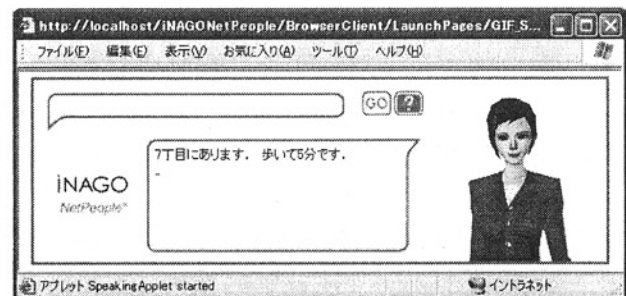 http://localhost/iNAGONetPeople/BrowserClient/LaunchPages/GIF_S...
ファイル(F) 編集(E) 表示(V) お気に入り(A) ツール(T) ヘルプ(H)
GO ?
7丁目にあります. 歩いて5分です.
-
iNAGO
NetPeople
アプレット SpeakingApplet started
イントラネット